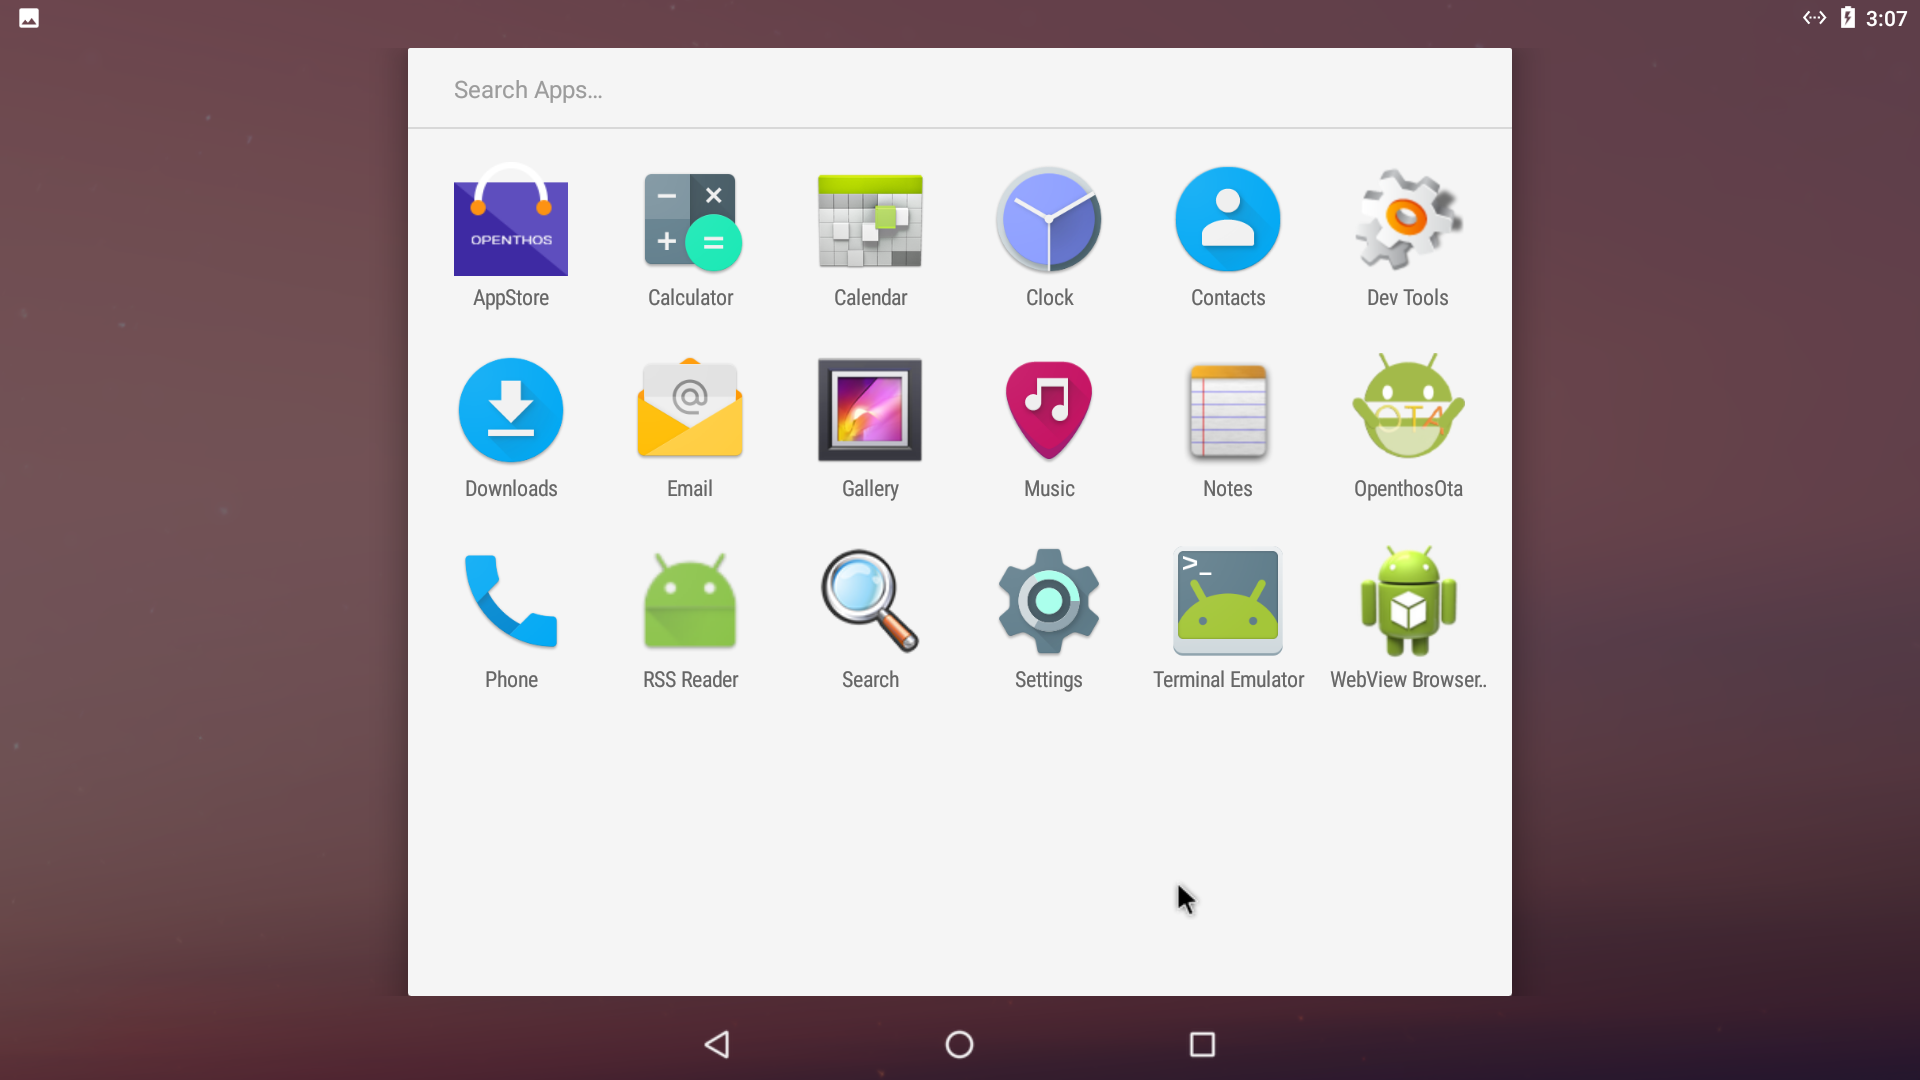 3:07
Search Apps...
OPENTHOS
AppStore
Calculator
Calendar
Clock
Contacts
Dev Tools
@
OTA
Downloads
Email
Gallery
Music
Notes
OpenthosOta
>_
Phone
RSS Reader
Search
Settings
Terminal Emulator
WebView Browser..